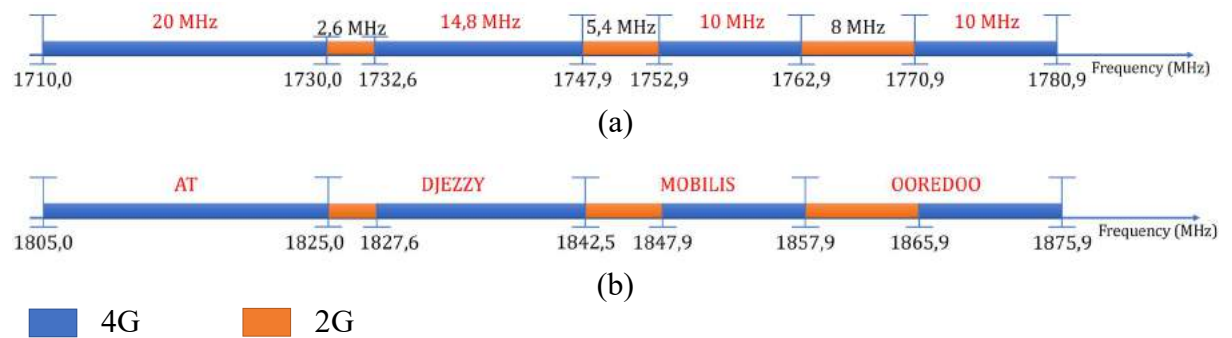 20 MHz 2,6 MHz 14,8 MHz 5,4 MHz 10 MHz 8 MHz 10 MHz
1710,0 1730,0 1732,6 1747,9 1752,9 1762,9 1770,9 1780,9 Frequency (MHz)
(a)
AT DJEZZY MOBILIS OOREDOO
1805,0 1825,0 1827,6 1842,5 1847,9 1857,9 1865,9 1875,9 Frequency (MHz)
(b)
4G 2G